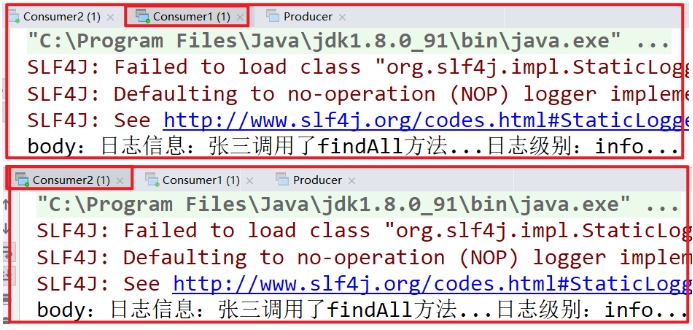 Consumer2 (1) × Consumer1 (1) × Producer ×
"C:\Program Files\Java\jdk1.8.0_91\bin\java.exe" ...
SLF4J: Failed to load class "org.slf4j.impl.StaticLogg
SLF4J: Defaulting to no-operation (NOP) logger impleme
SLF4J: See http://www.slf4j.org/codes.html#StaticLogge
body：日志信息：张三调用了findAll方法...日志级别：info...
Consumer2 (1) × Consumer1 (1) × Producer ×
"C:\Program Files\Java\jdk1.8.0_91\bin\java.exe" ...
SLF4J: Failed to load class "org.slf4j.impl.StaticLogg
SLF4J: Defaulting to no-operation (NOP) logger implem
SLF4J: See http://www.slf4j.org/codes.html#StaticLogge
body：日志信息：张三调用了findAll方法...日志级别：info...